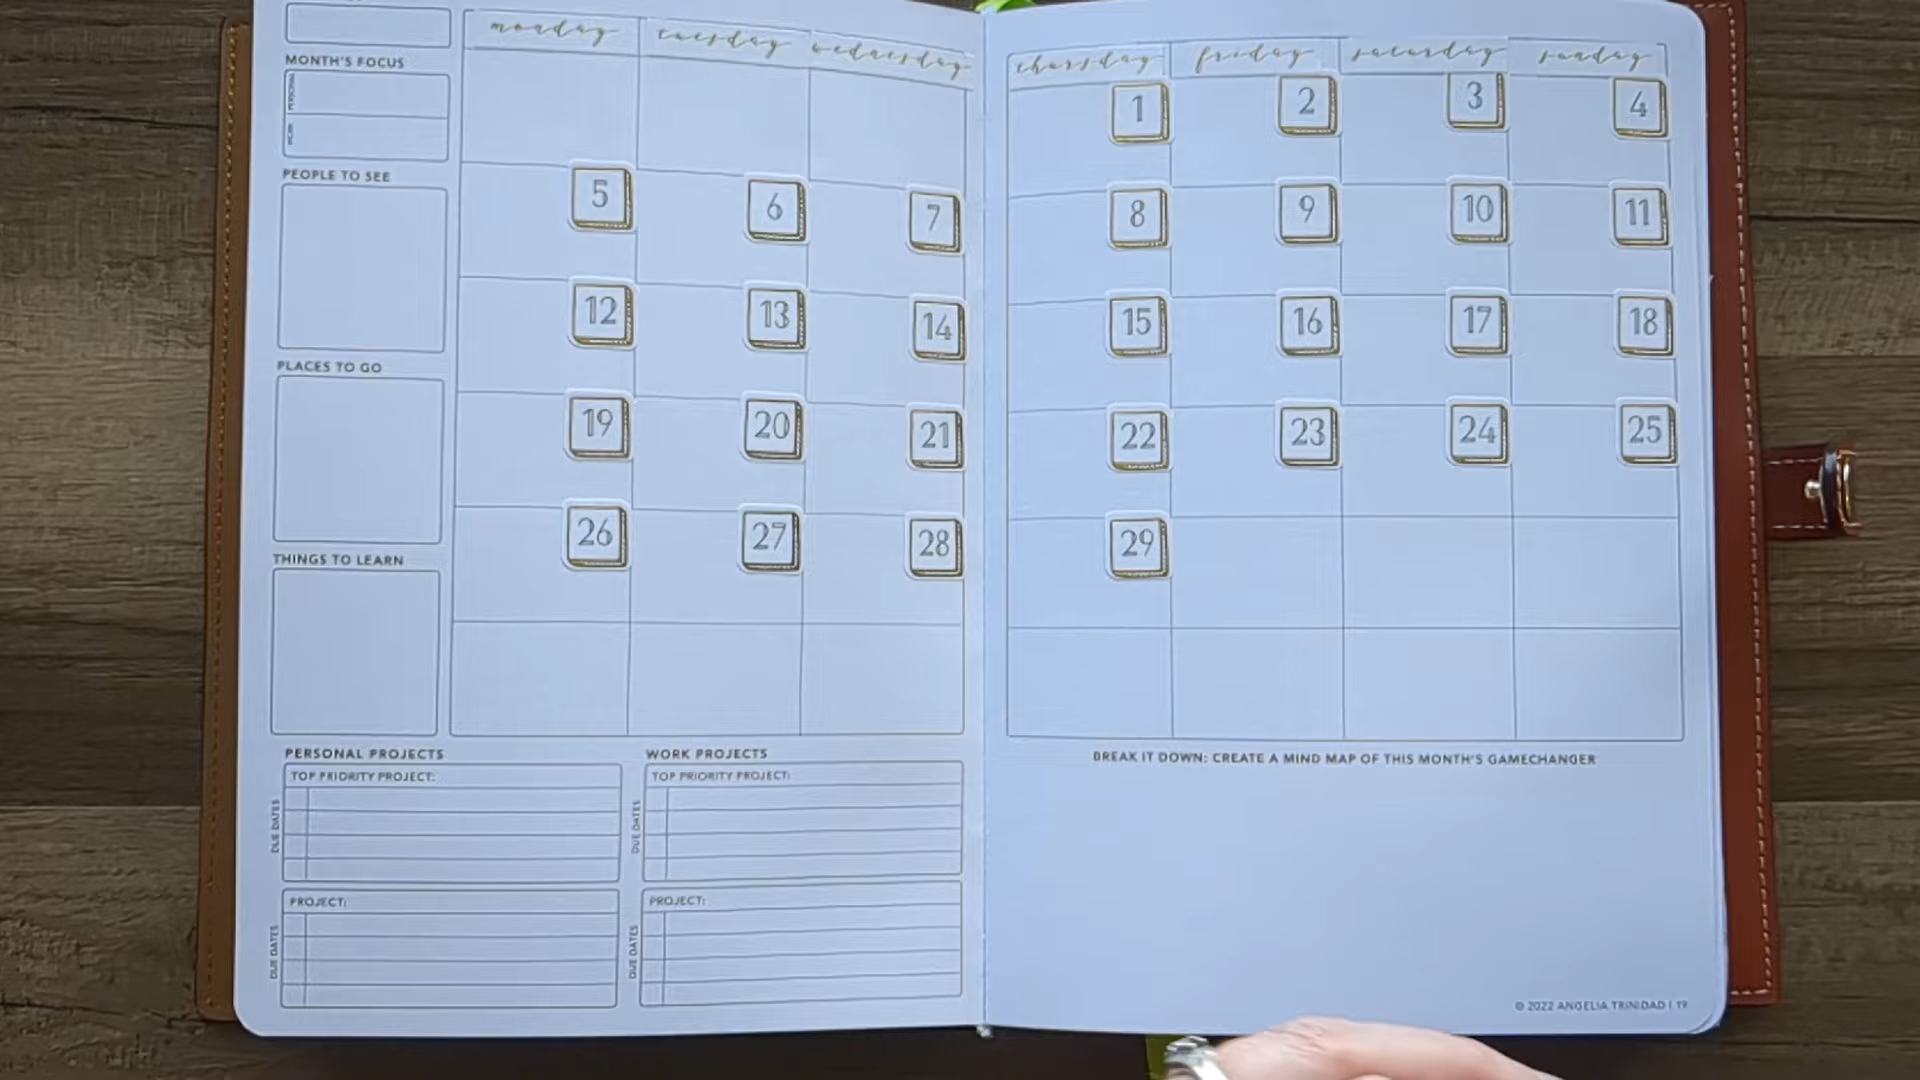 monday tuesday wednesday thursday friday saturday sunday
MONTH'S FOCUS
1 2 3 4
PEOPLE TO SEE
5 6 7 8 9 10 11
12 13 14 15 16 17 18
PLACES TO GO
19 20 21 22 23 24 25
26 27 28 29
THINGS TO LEARN
PERSONAL PROJECTS
TOP PRIORITY PROJECT:
DUE DATES
PROJECT:
DUE DATES
WORK PROJECTS
TOP PRIORITY PROJECT:
DUE DATES
PROJECT:
DUE DATES
BREAK IT DOWN: CREATE A MIND MAP OF THIS MONTH'S GAMECHANGER
© 2022 ANGELIA TRINIDAD | 19